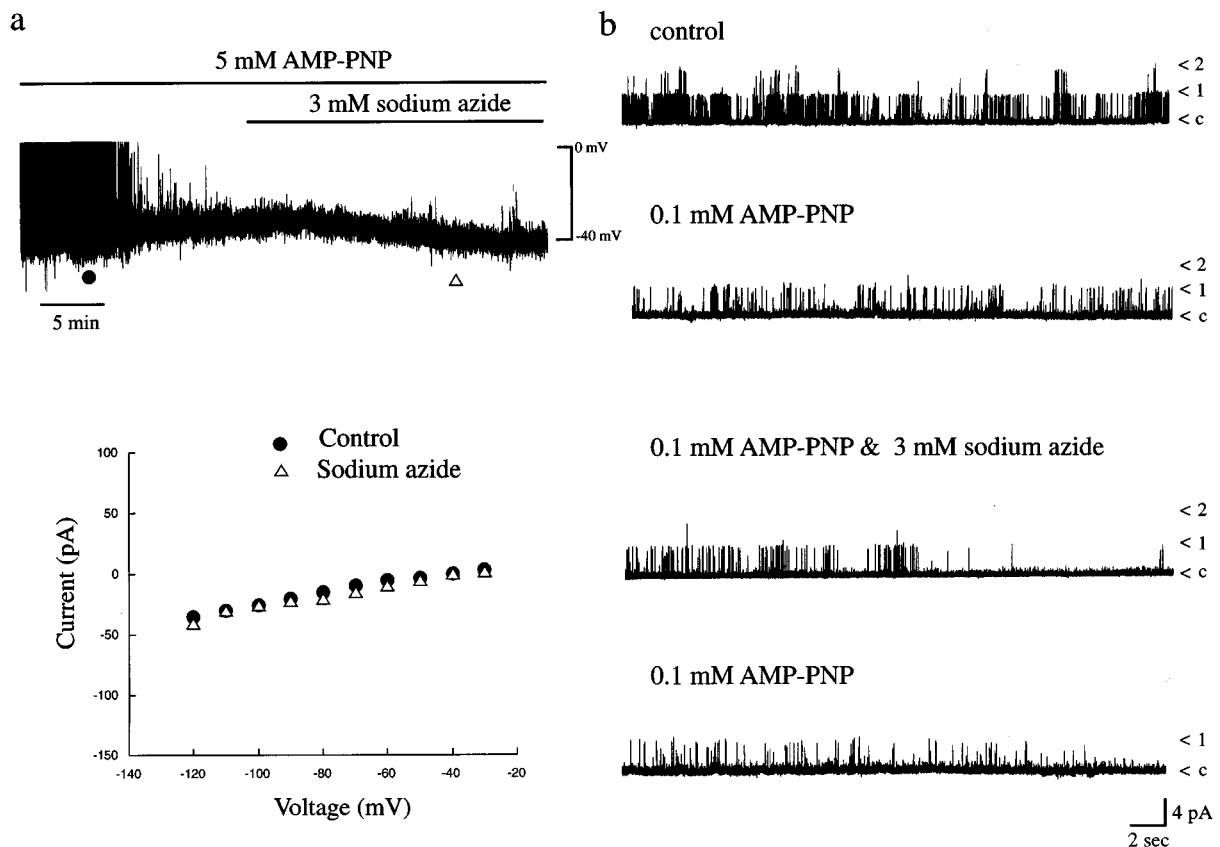 a
5 mM AMP-PNP
3 mM sodium azide
0 mV
-40 mV
5 min
Control
Sodium azide
100
50
0
-50
-100
-150
-140
-120
-100
-80
-60
-40
-20
Current (pA)
Voltage (mV)
b
control
< 2
< 1
< c
0.1 mM AMP-PNP
< 2
< 1
< c
0.1 mM AMP-PNP & 3 mM sodium azide
< 2
< 1
< c
0.1 mM AMP-PNP
< 1
< c
4 pA
2 sec